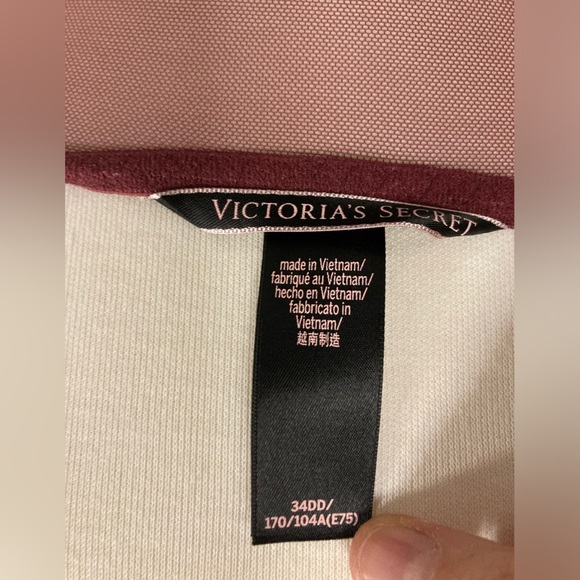 VICTORIA'S SECRET
made in Vietnam/
fabriqué au Vietnam/
hecho en Vietnam/
fabbricato in
Vietnam/
越南制造
34DD/
170/104A(E75)